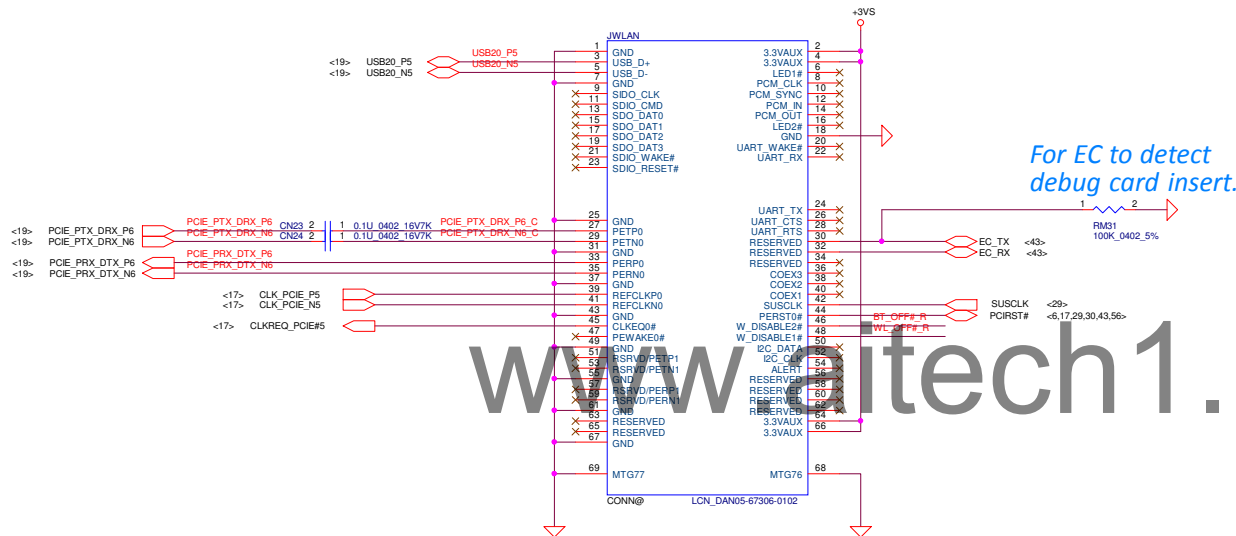 +3VS
JWLAN
1 GND 3.3VAUX 2
<19> USB20_P5 USB20_P5 3 USB_D+ 3.3VAUX 4
<19> USB20_N5 USB20_N5 5 USB_D- LED1# 6
7 GND PCM_CLK 8
9 SIDO_CLK PCM_SYNC 10
11 SDIO_CMD PCM_IN 12
13 SDO_DAT0 PCM_OUT 14
15 SDO_DAT1 LED2# 16
17 SDO_DAT2 GND 18
19 SDO_DAT3 UART_WAKE# 20
21 SDIO_WAKE# UART_RX 22
23 SDIO_RESET#
For EC to detect
debug card insert.
UART_TX 24
25 GND UART_CTS 26
<19> PCIE_PTX_DRX_P6 PCIE_PTX_DRX_P6 CN23 2 1 0.1U_0402_16V7K PCIE_PTX_DRX_P6_C 27 PETP0 UART_RTS 28
<19> PCIE_PTX_DRX_N6 PCIE_PTX_DRX_N6 CN24 2 1 0.1U_0402_16V7K PCIE_PTX_DRX_N6_C 29 PETN0 RESERVED 30 EC_TX <43>
31 GND RESERVED 32 EC_RX <43>
1 2
RM31
100K_0402_5%
<19> PCIE_PRX_DTX_P6 PCIE_PRX_DTX_P6 33 PERP0 RESERVED 34
<19> PCIE_PRX_DTX_N6 PCIE_PRX_DTX_N6 35 PERN0 COEX3 36
37 GND COEX2 38
<17> CLK_PCIE_P5 39 REFCLKP0 COEX1 40
<17> CLK_PCIE_N5 41 REFCLKN0 SUSCLK 42 SUSCLK <29>
43 GND PERST0# 44 PCIRST# <6,17,29,30,43,56>
<17> CLKREQ_PCIE#5 45 CLKEQ0# W_DISABLE2# 46 BT_OFF#_R
47 PEWAKE0# W_DISABLE1# 48 WL_OFF#_R
49 GND I2C_DATA 50
51 RSRVD/PETP1 I2C_CLK 52
53 RSRVD/PETN1 ALERT 54
55 GND RESERVED 56
57 RSRVD/PERP1 RESERVED 58
59 RSRVD/PERN1 RESERVED 60
61 GND RESERVED 62
63 RESERVED 3.3VAUX 64
65 RESERVED 3.3VAUX 66
67 GND
69 MTG77 MTG76 68
CONN@ LCN_DAN05-67306-0102
www.aitech1.